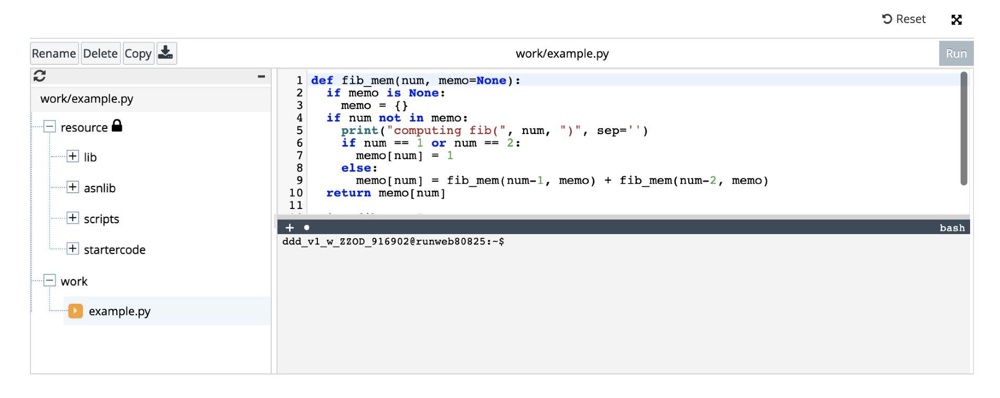 Reset
Rename Delete Copy work/example.py Run
work/example.py
resource
lib
asnlib
scripts
startercode
work
example.py
1 def fib_mem(num, memo=None):
2   if memo is None:
3     memo = {}
4   if num not in memo:
5     print("computing fib(", num, ")", sep='')
6     if num == 1 or num == 2:
7       memo[num] = 1
8     else:
9       memo[num] = fib_mem(num-1, memo) + fib_mem(num-2, memo)
10   return memo[num]
11
+ bash
ddd_v1_w_ZZOD_916902@runweb80825:~$